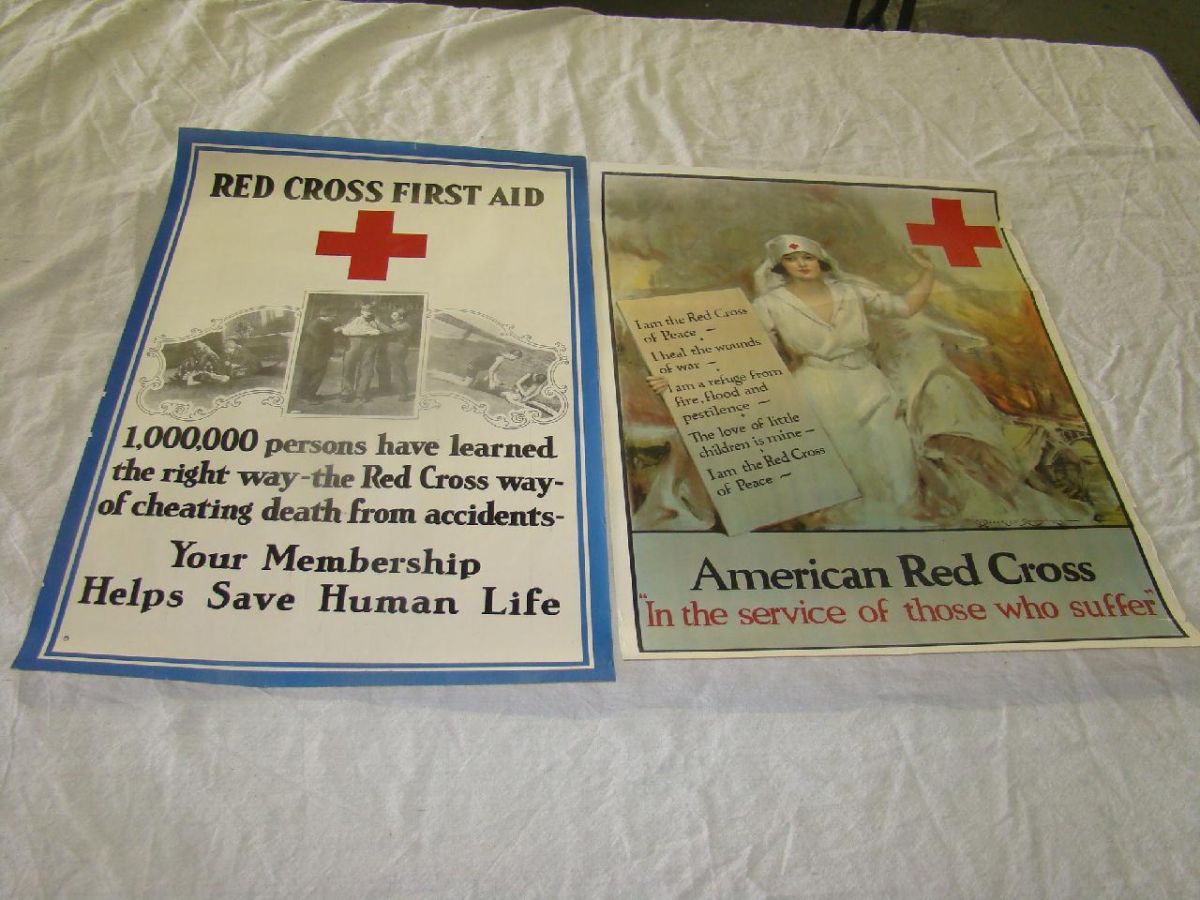 RED CROSS FIRST AID
1,000,000 persons have learned
the right way-the Red Cross way-
of cheating death from accidents-
Your Membership
Helps Save Human Life
I am the Red Cross
of Peace ~
I heal the wounds
of war ~
I am a refuge from
fire, flood and
pestilence ~
The love of little
children is mine ~
I am the Red Cross
of Peace ~
American Red Cross
"In the service of those who suffer"